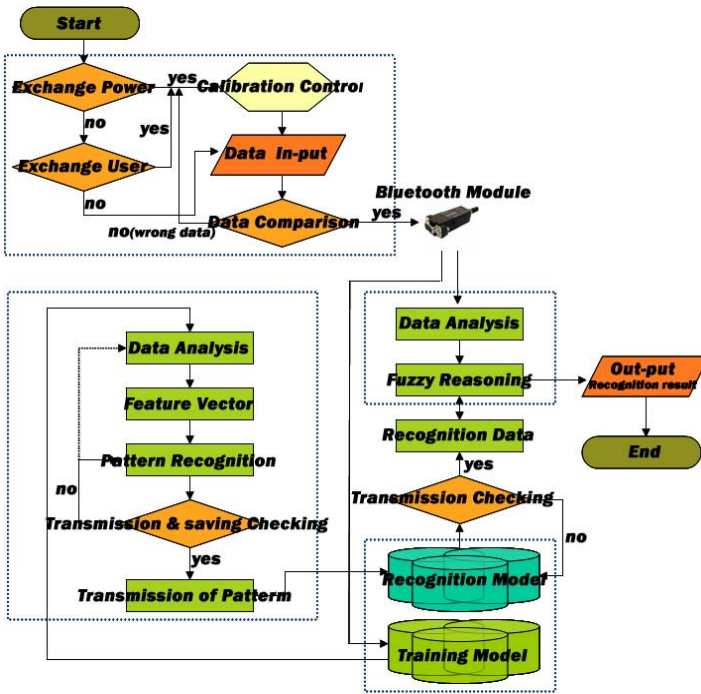 Start
Exchange Power
yes
Calibration Control
no
yes
Exchange User
Data In-put
no
Data Comparison
yes
no(wrong data)
Bluetooth Module
Data Analysis
Feature Vector
Pattern Recognition
no
Transmission & saving Checking
yes
Transmission of Patterm
Data Analysis
Fuzzy Reasoning
Out-put
Recognition result
Recognition Data
End
yes
Transmission Checking
no
Recognition Model
Training Model